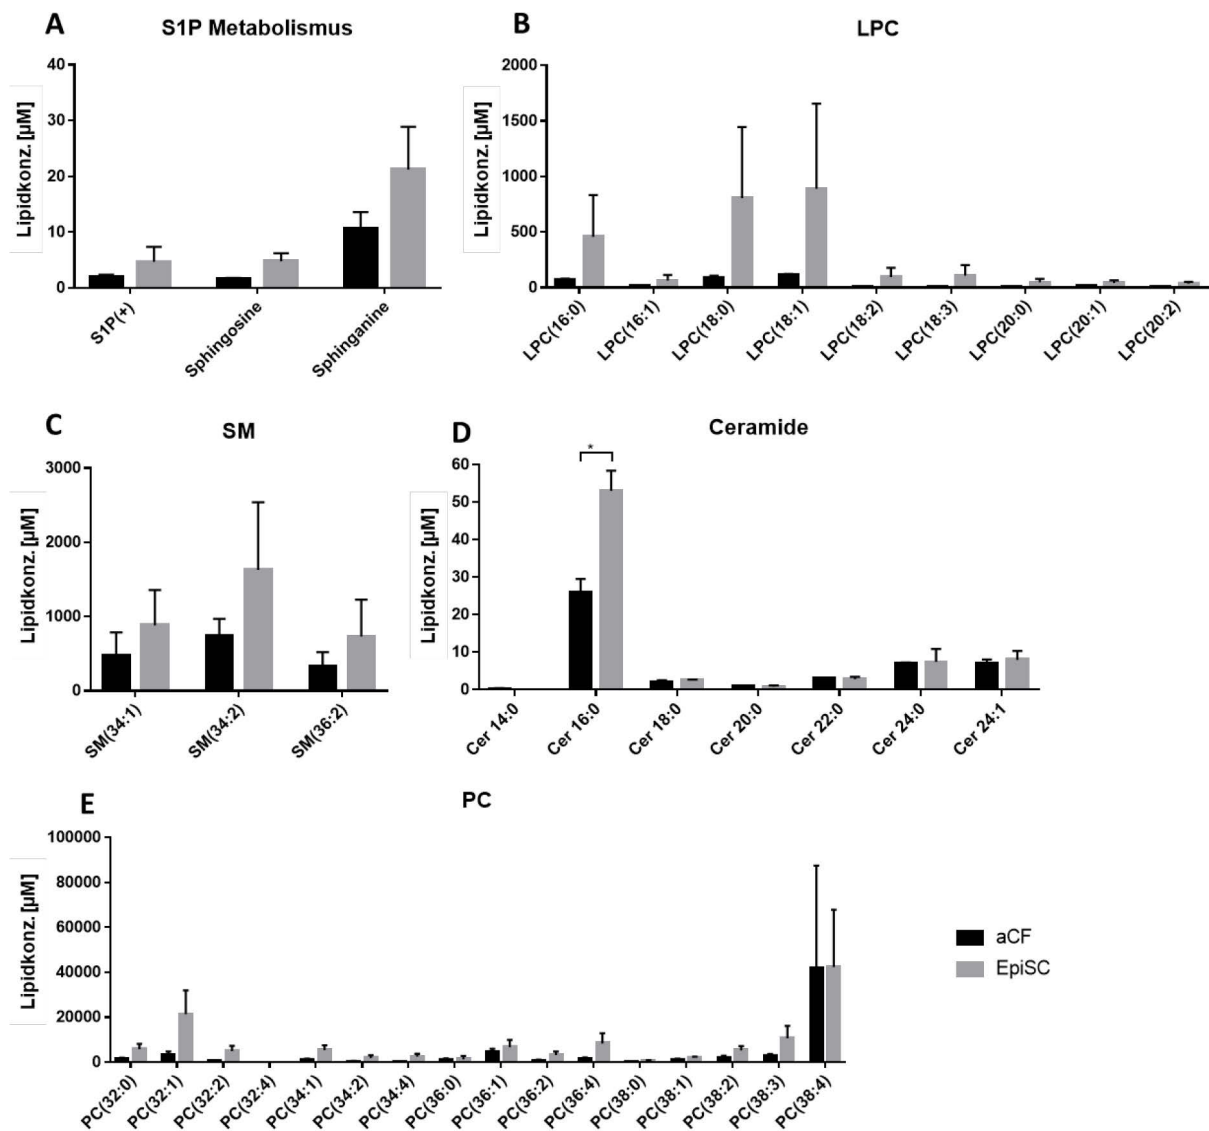 A
S1P Metabolismus
Lipidkonz. [µM]
40
30
20
10
0
S1P(+)
Sphingosine
Sphinganine
B
LPC
Lipidkonz. [µM]
2000
1500
1000
500
0
LPC(16:0)
LPC(16:1)
LPC(18:0)
LPC(18:1)
LPC(18:2)
LPC(18:3)
LPC(20:0)
LPC(20:1)
LPC(20:2)
C
SM
Lipidkonz. [µM]
3000
2000
1000
0
SM(34:1)
SM(34:2)
SM(36:2)
D
Ceramide
Lipidkonz. [µM]
*
60
50
40
30
20
10
0
Cer 14:0
Cer 16:0
Cer 18:0
Cer 20:0
Cer 22:0
Cer 24:0
Cer 24:1
E
PC
Lipidkonz. [µM]
100000
80000
60000
40000
20000
0
PC(32:0)
PC(32:1)
PC(32:2)
PC(32:4)
PC(34:1)
PC(34:2)
PC(34:4)
PC(36:0)
PC(36:1)
PC(36:2)
PC(36:4)
PC(38:0)
PC(38:1)
PC(38:2)
PC(38:3)
PC(38:4)
aCF
EpiSC